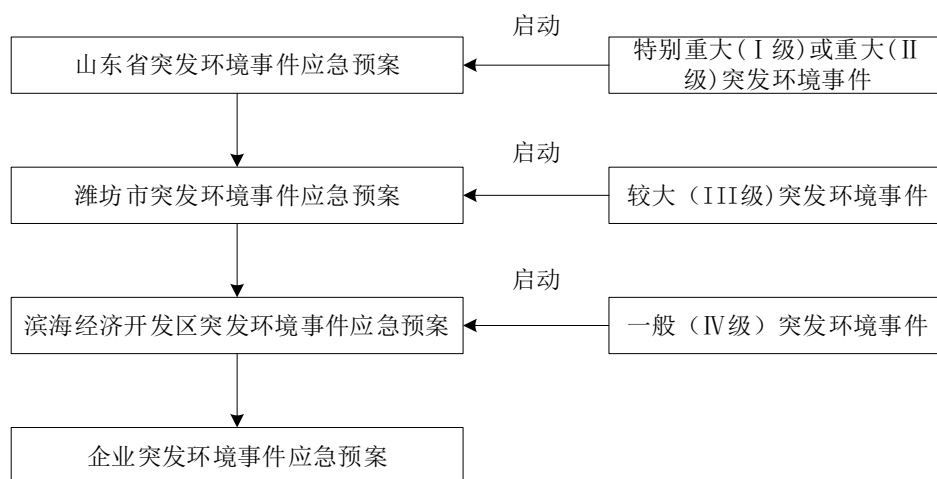 启动
山东省突发环境事件应急预案
特别重大(Ⅰ级)或重大(Ⅱ
级)突发环境事件
启动
潍坊市突发环境事件应急预案
较大（III级)突发环境事件
启动
滨海经济开发区突发环境事件应急预案
一般（Ⅳ级）突发环境事件
企业突发环境事件应急预案